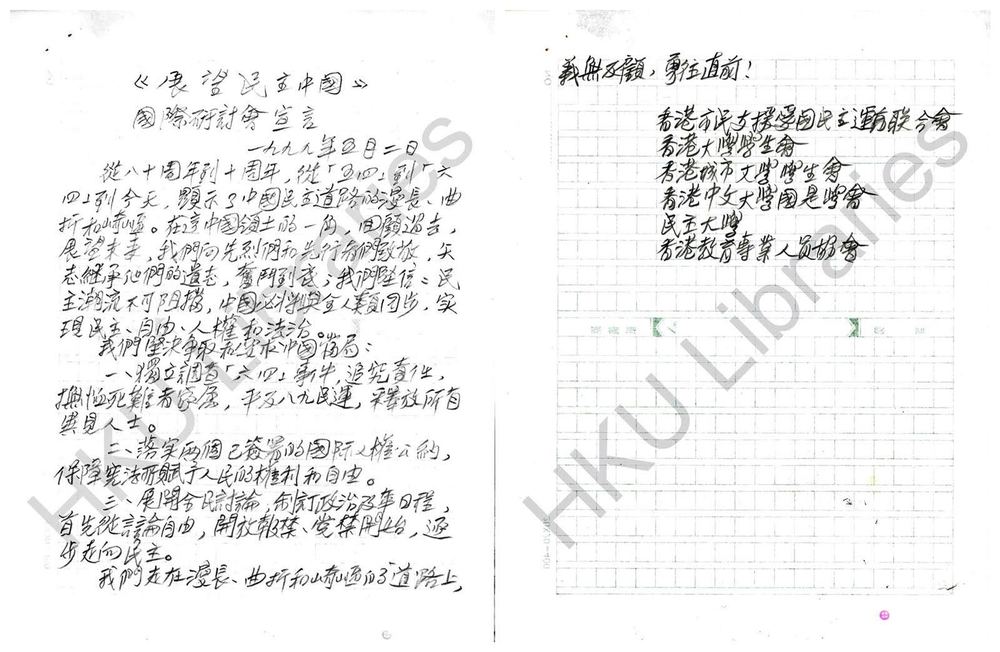 《展望民主中國》
國際研討會宣言
一九九九年五月二日
從八十周年到十周年，從「五四」到「六
四」到今天，顯示了中國民主道路的漫長、曲
折和崎嶇。在這中國領土的一角，回顧過去，
展望未來，我們向先烈們和先行者們致敬，矢
志繼承他們的遺志，奮鬥到底；我們堅信：民
主潮流不可阻擋，中國必將與全人類同步，實
現民主、自由、人權和法治。
我們堅決爭取和要求中國當局：
一、獨立調查「六四」事件，追究責任，
撫恤死難者家屬，平反八九民運，釋放所有
異見人士。
二、落實兩個已簽署的國际人權公約，
保障宪法所賦予人民的權利和自由。
三、展開全民討論，制訂政治改革日程，
首先從言論自由，開放報禁、党禁開始，逐
步走向民主。
我們走在漫長、曲折和崎嶇的道路上，
義無反顧，勇往直前！
香港市民支援愛國民主運動聯合會
香港大學學生會
香港城市大學學生會
香港中文大學國是學會
民主大學
香港教育專業人員協會
HKU Libraries
HKU Libraries